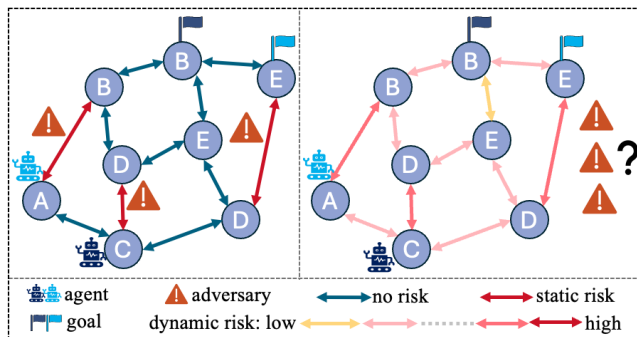 B
E
B
E
D
A
D
C
B
E
B
E
D
A
D
C
?
agent
adversary
no risk
static risk
goal
dynamic risk: low
high